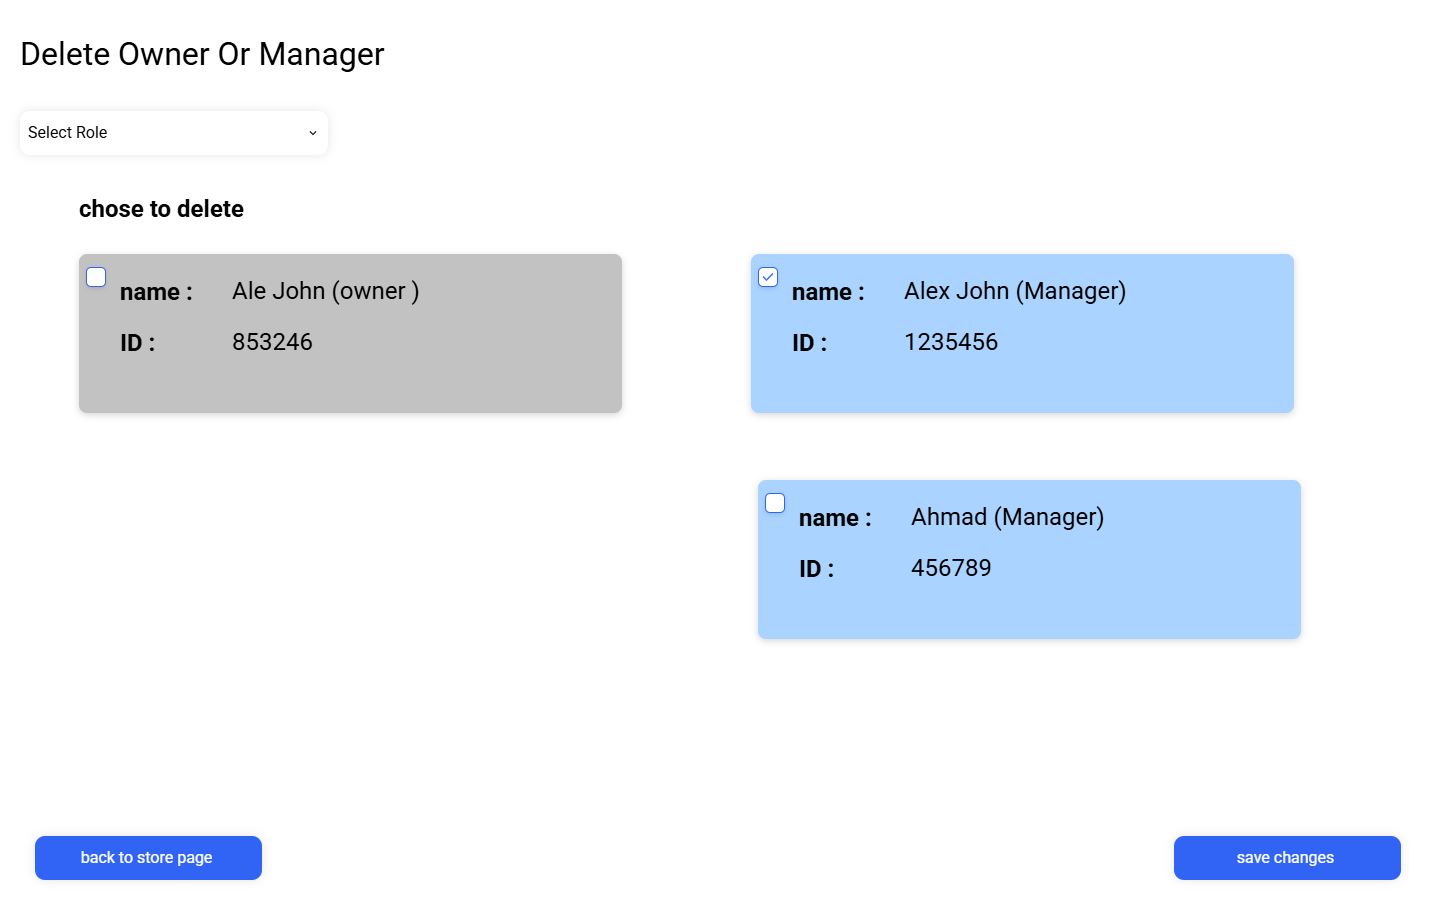 Delete Owner Or Manager
Select Role
chose to delete
name : Ale John (owner )
ID : 853246
name : Alex John (Manager)
ID : 1235456
name : Ahmad (Manager)
ID : 456789
back to store page
save changes